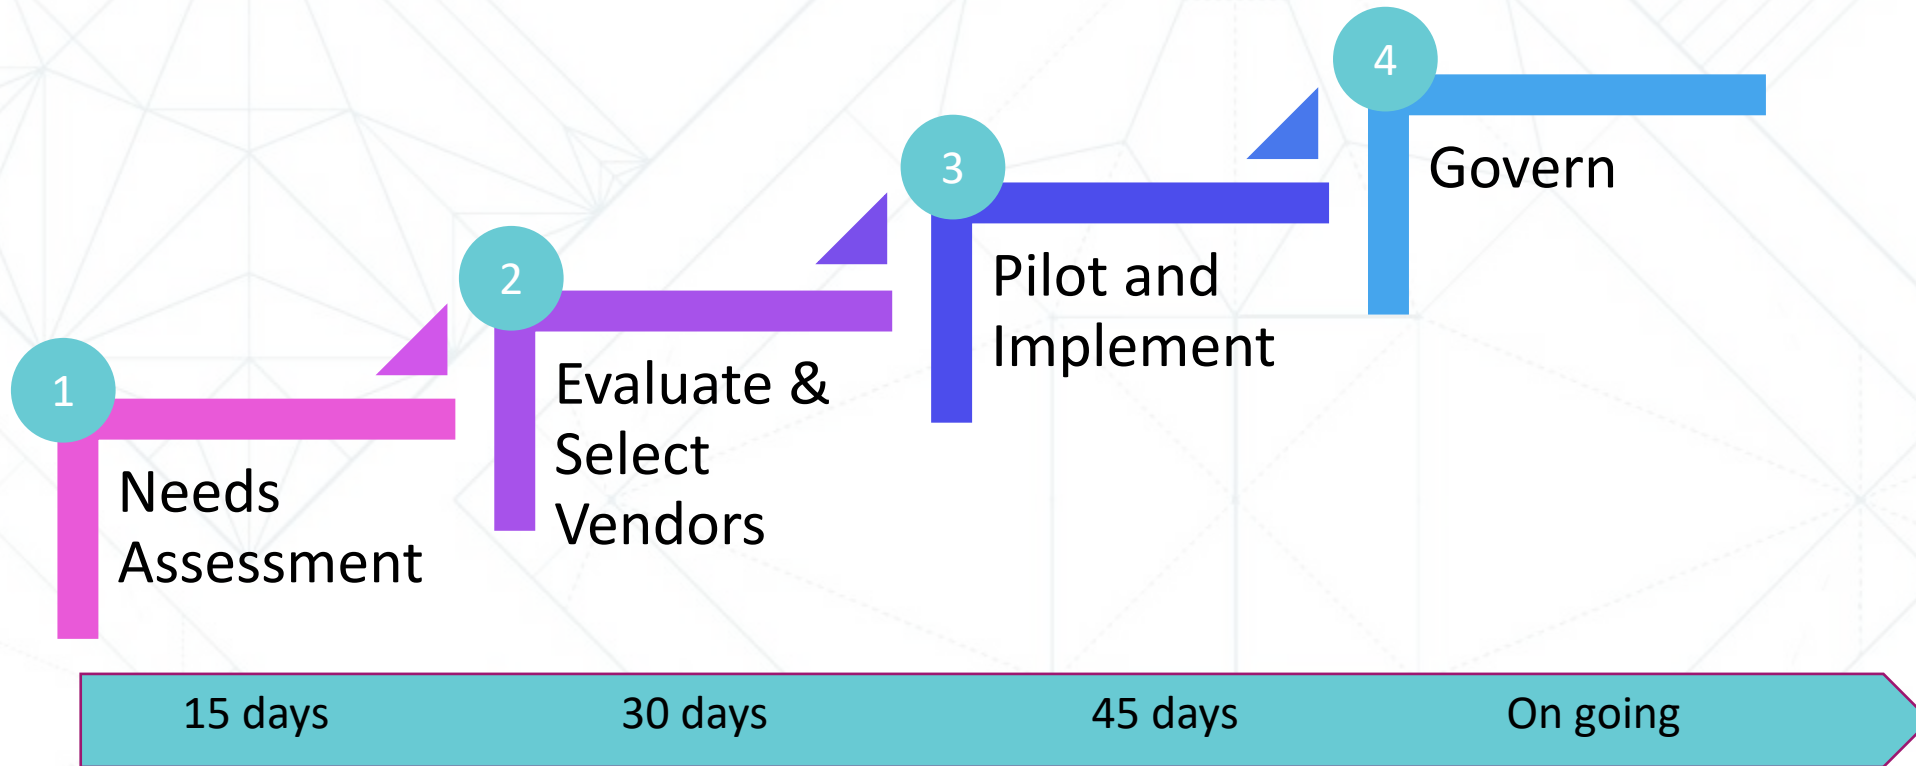 1
Needs
Assessment
2
Evaluate &
Select
Vendors
3
Pilot and
Implement
4
Govern
15 days
30 days
45 days
On going